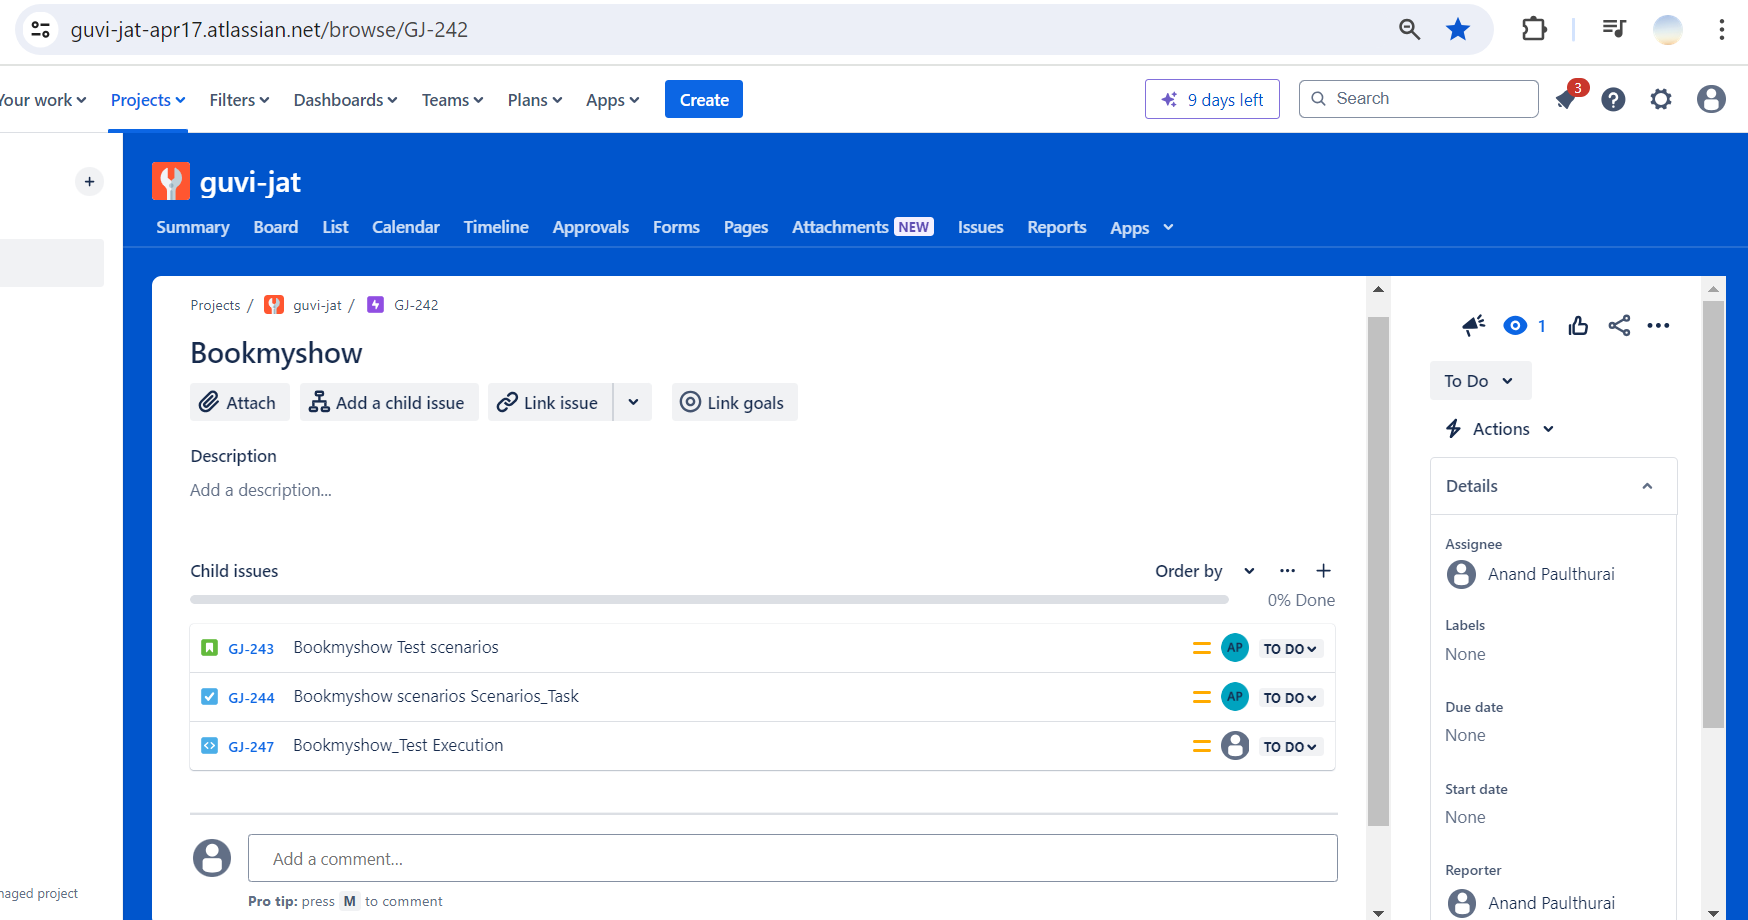 guvi-jat-apr17.atlassian.net/browse/GJ-242
Your work Projects Filters Dashboards Teams Plans Apps Create 9 days left Search 3
guvi-jat
Summary Board List Calendar Timeline Approvals Forms Pages Attachments NEW Issues Reports Apps
Projects / guvi-jat / GJ-242
1
Bookmyshow
To Do
Attach Add a child issue Link issue Link goals
Actions
Description
Add a description...
Details
Assignee
Anand Paulthurai
Child issues Order by
0% Done
Labels
None
GJ-243 Bookmyshow Test scenarios AP TO DO
GJ-244 Bookmyshow scenarios Scenarios_Task AP TO DO
GJ-247 Bookmyshow_Test Execution TO DO
Due date
None
Start date
None
Add a comment...
Pro tip: press M to comment
Reporter
Anand Paulthurai
naged project